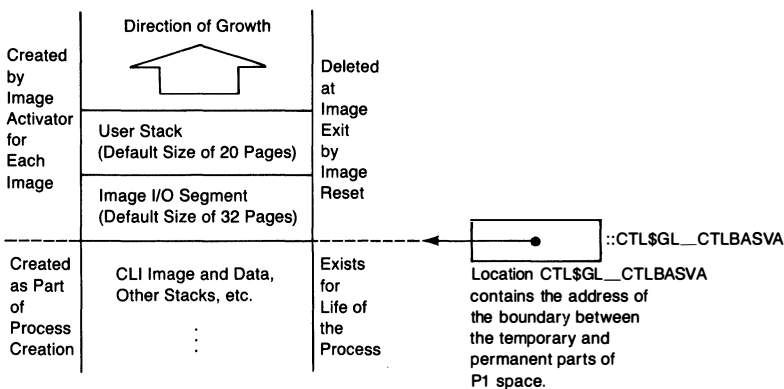 Direction of Growth
Created
by
Image
Activator
for
Each
Image
User Stack
(Default Size of 20 Pages)
Image I/O Segment
(Default Size of 32 Pages)
Deleted
at
Image
Exit
by
Image
Reset
::CTL$GL__CTLBASVA
Location CTL$GL__CTLBASVA
contains the address of
the boundary between
the temporary and
permanent parts of
P1 space.
Created
as Part
of
Process
Creation
CLI Image and Data,
Other Stacks, etc.
Exists
for
Life of
the
Process